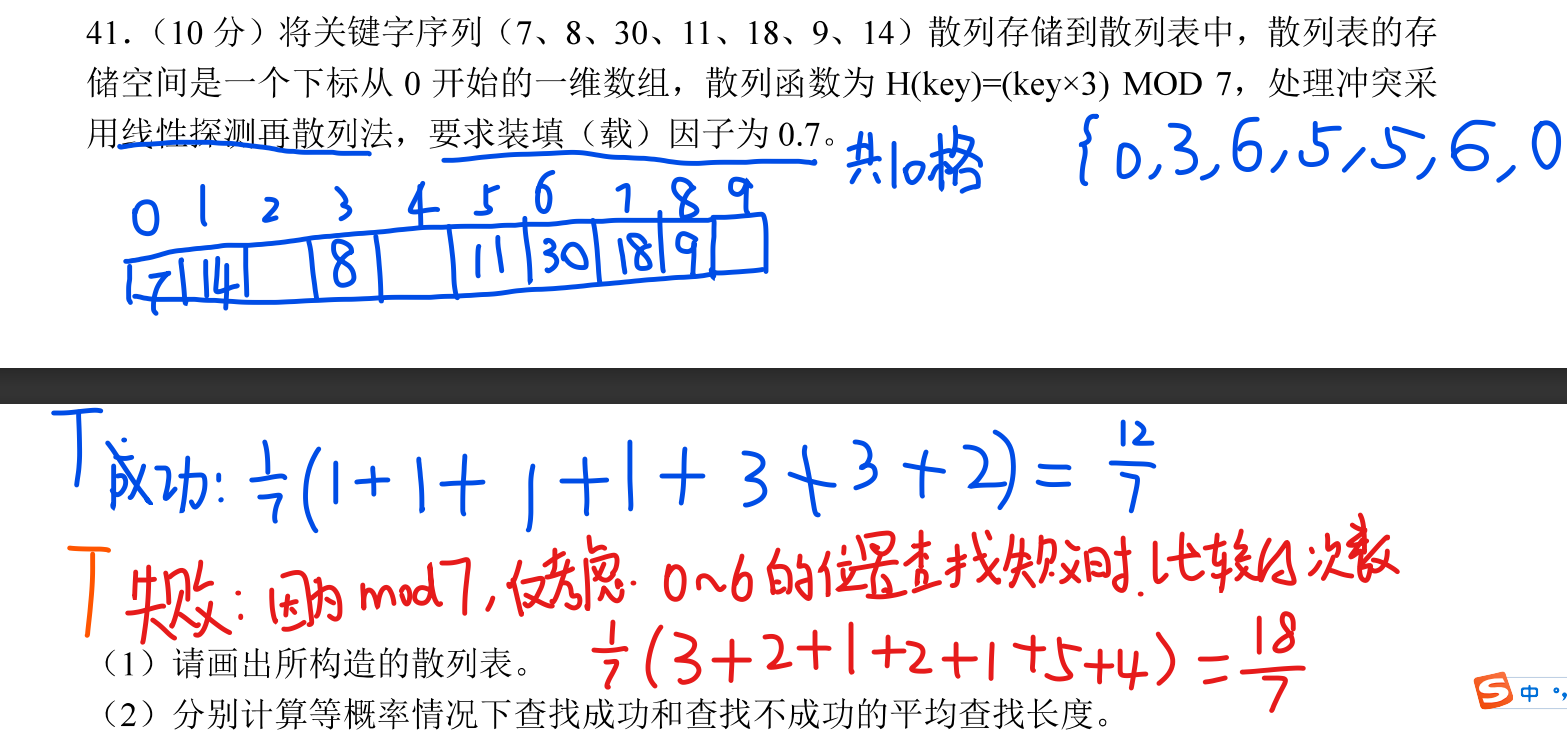 41.（10 分）将关键字序列（7、8、30、11、18、9、14）散列存储到散列表中，散列表的存
储空间是一个下标从 0 开始的一维数组，散列函数为 H(key)=(key×3) MOD 7，处理冲突采
用线性探测再散列法，要求装填（载）因子为 0.7。
共10格 {0,3,6,5,5,6,0
0 1 2 3 4 5 6 7 8 9
7 14 8 11 30 18 9
T成功: 1/7(1+1+1+1+3+3+2)=12/7
T失败: 因为mod7,仅考虑 0~6的位置查找失败时.比较的次数
1/7(3+2+1+2+1+5+4)=18/7
（1）请画出所构造的散列表。
（2）分别计算等概率情况下查找成功和查找不成功的平均查找长度。
S中